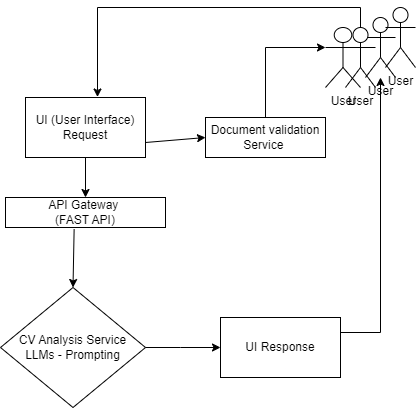 User
User
User
User
UI (User Interface)
Request
Document validation
Service
API Gateway
(FAST API)
CV Analysis Service
LLMs - Prompting
UI Response